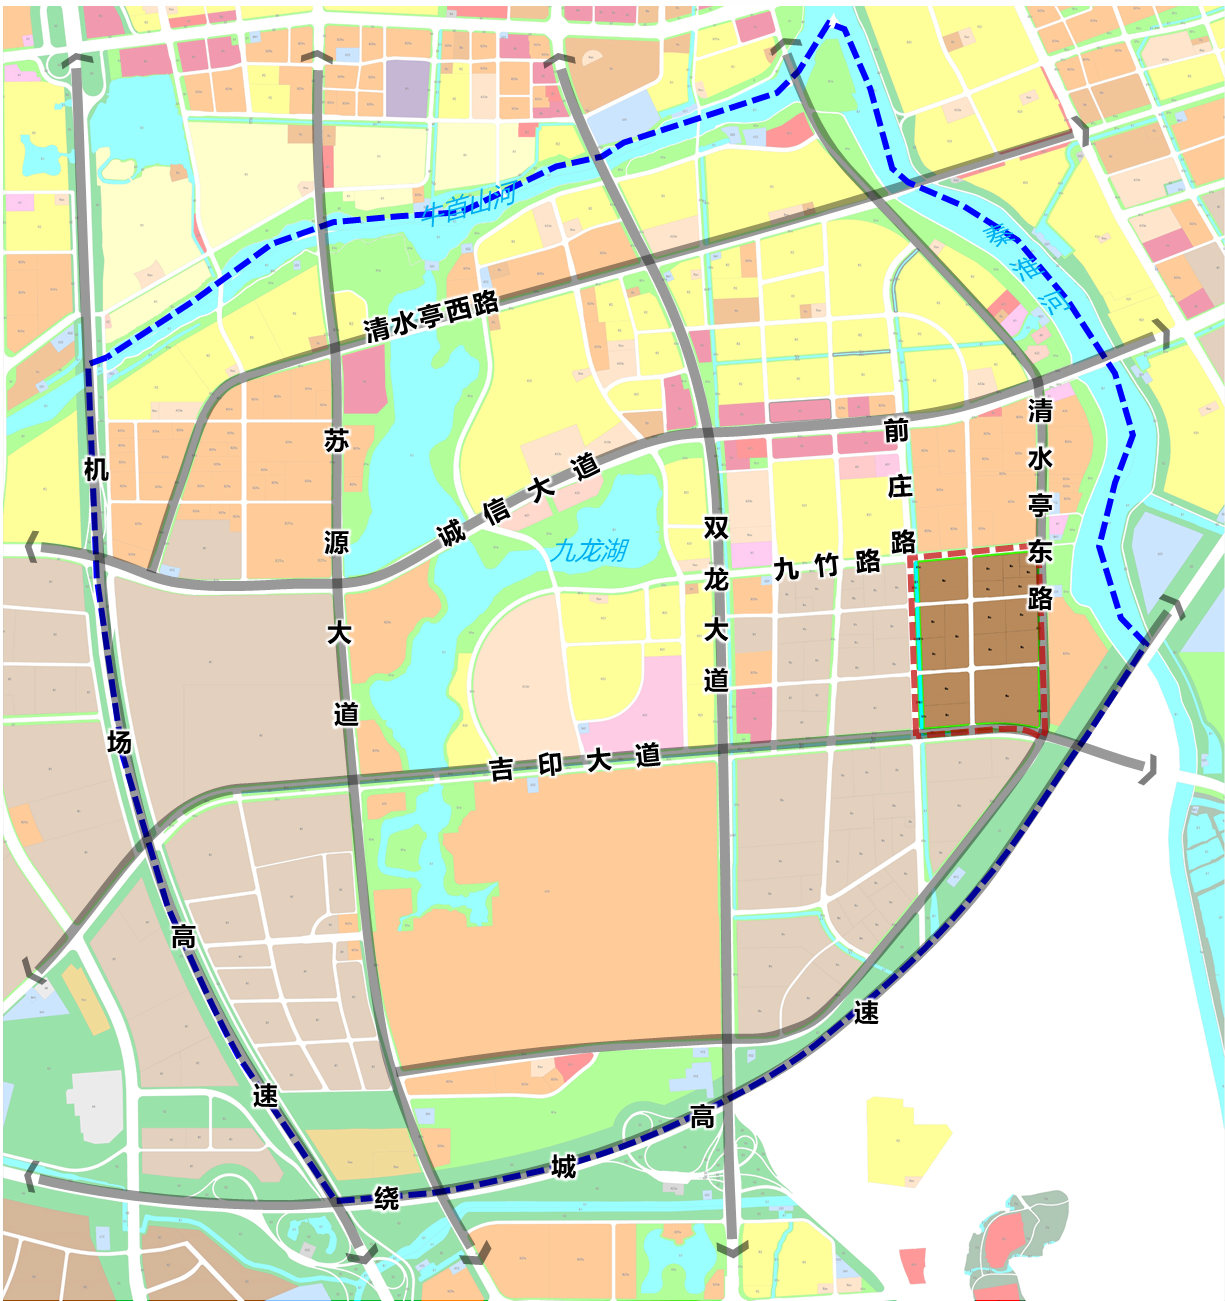 牛首山河
秦淮河
清水亭西路
苏源大道
机场高速
诚信大道
九龙湖
双龙大道
前庄路
九竹路
清水亭东路
吉印大道
绕城高速